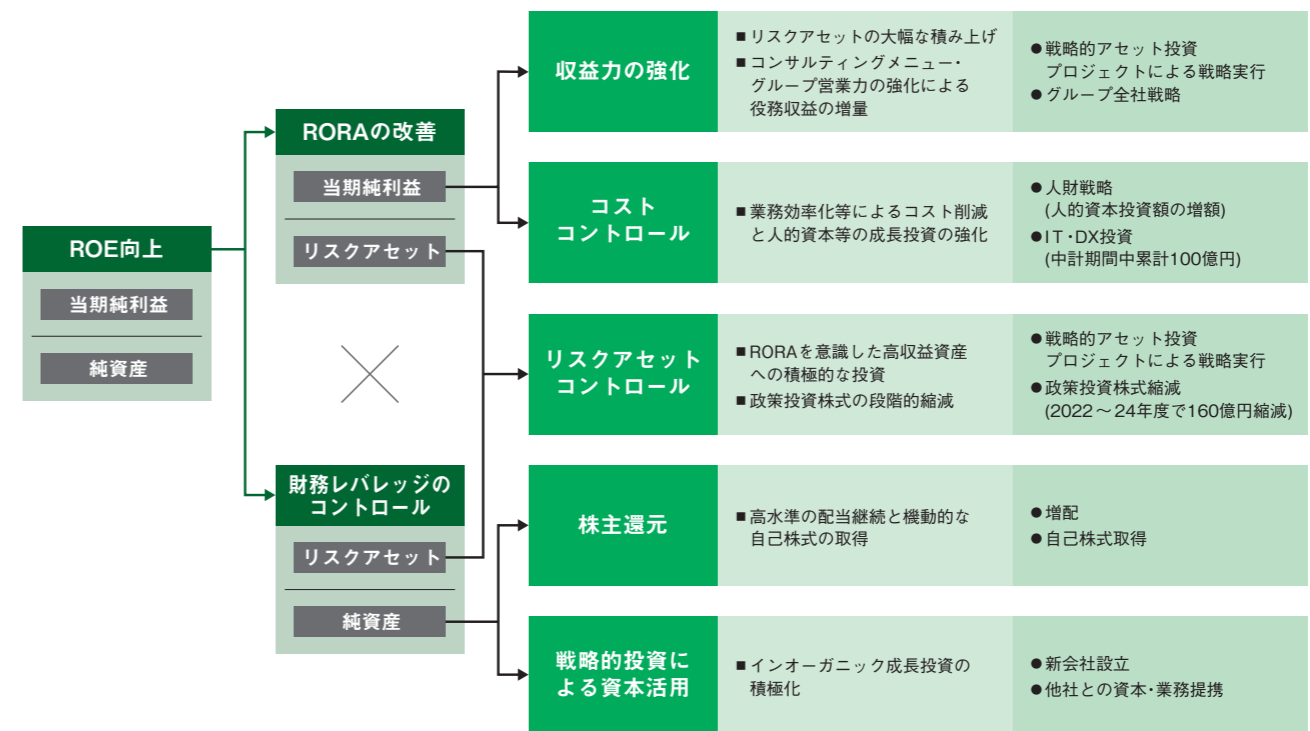 ROE向上
当期純利益
純資産
RORAの改善
当期純利益
リスクアセット
財務レバレッジの
コントロール
リスクアセット
純資産
収益力の強化
■リスクアセットの大幅な積み上げ
■コンサルティングメニュー・
グループ営業力の強化による
役務収益の増量
●戦略的アセット投資
プロジェクトによる戦略実行
●グループ全社戦略
コスト
コントロール
■業務効率化等によるコスト削減
と人的資本等の成長投資の強化
●人財戦略
(人的資本投資額の増額)
●IT・DX投資
(中計期間中累計100億円)
リスクアセット
コントロール
■RORAを意識した高収益資産
への積極的な投資
■政策投資株式の段階的縮減
●戦略的アセット投資
プロジェクトによる戦略実行
●政策投資株式縮減
(2022～24年度で160億円縮減)
株主還元
■高水準の配当継続と機動的な
自己株式の取得
●増配
●自己株式取得
戦略的投資に
よる資本活用
■インオーガニック成長投資の
積極化
●新会社設立
●他社との資本・業務提携